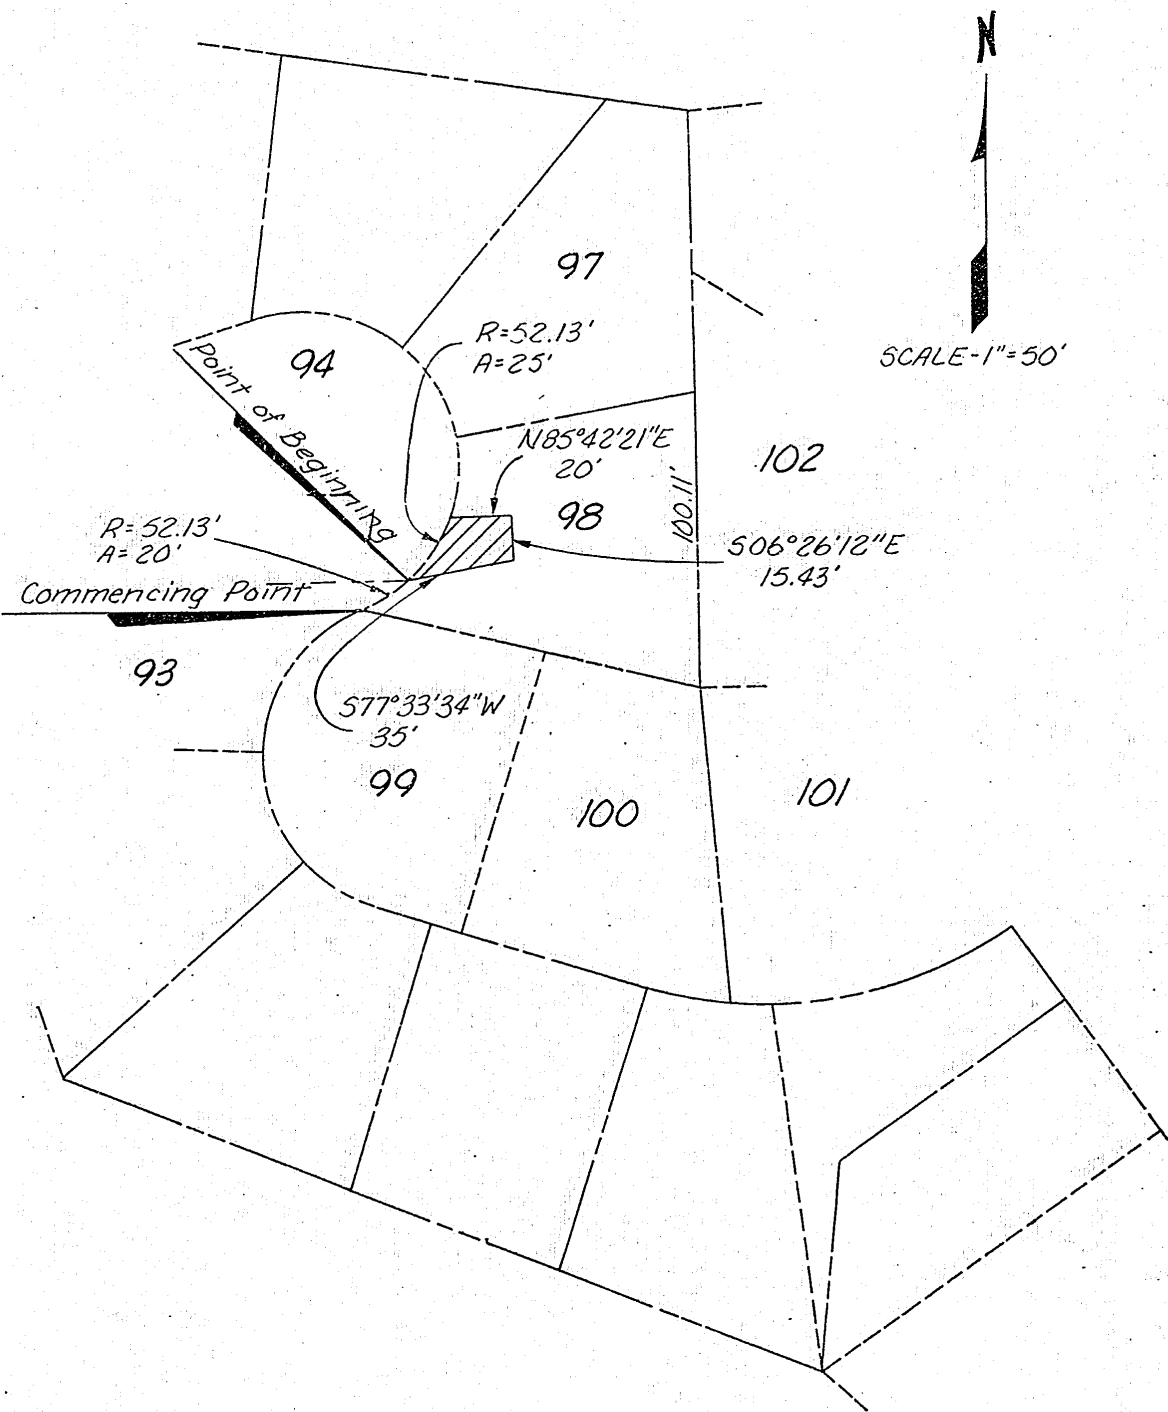 N
SCALE-1"=50'
97
R=52.13'
A=25'
94
Point of Beginning
N85°42'21"E
20'
102
98
100.11'
R=52.13'
A=20'
S06°26'12"E
15.43'
Commencing Point
93
S77°33'34"W
35'
99
100
101